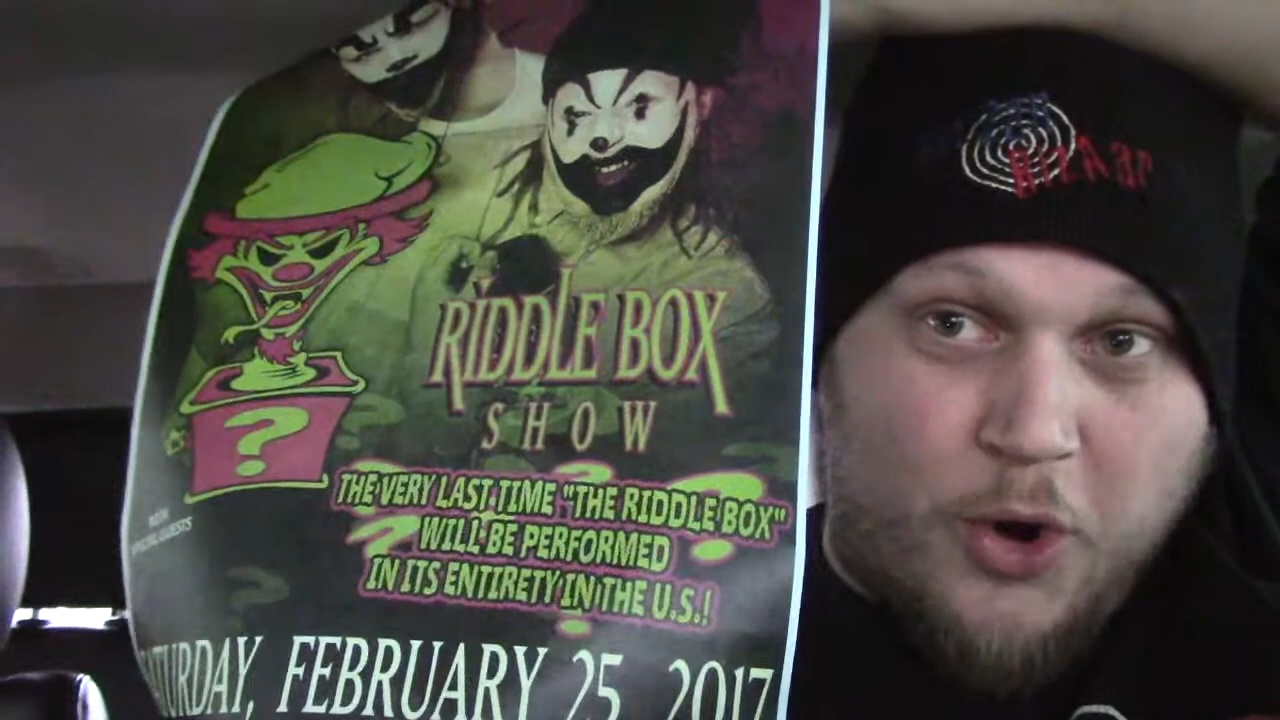 RIDDLE BOX
SHOW
?
THE VERY LAST TIME "THE RIDDLE BOX"
WILL BE PERFORMED
IN ITS ENTIRETY IN THE U.S.!
SATURDAY, FEBRUARY 25, 2017